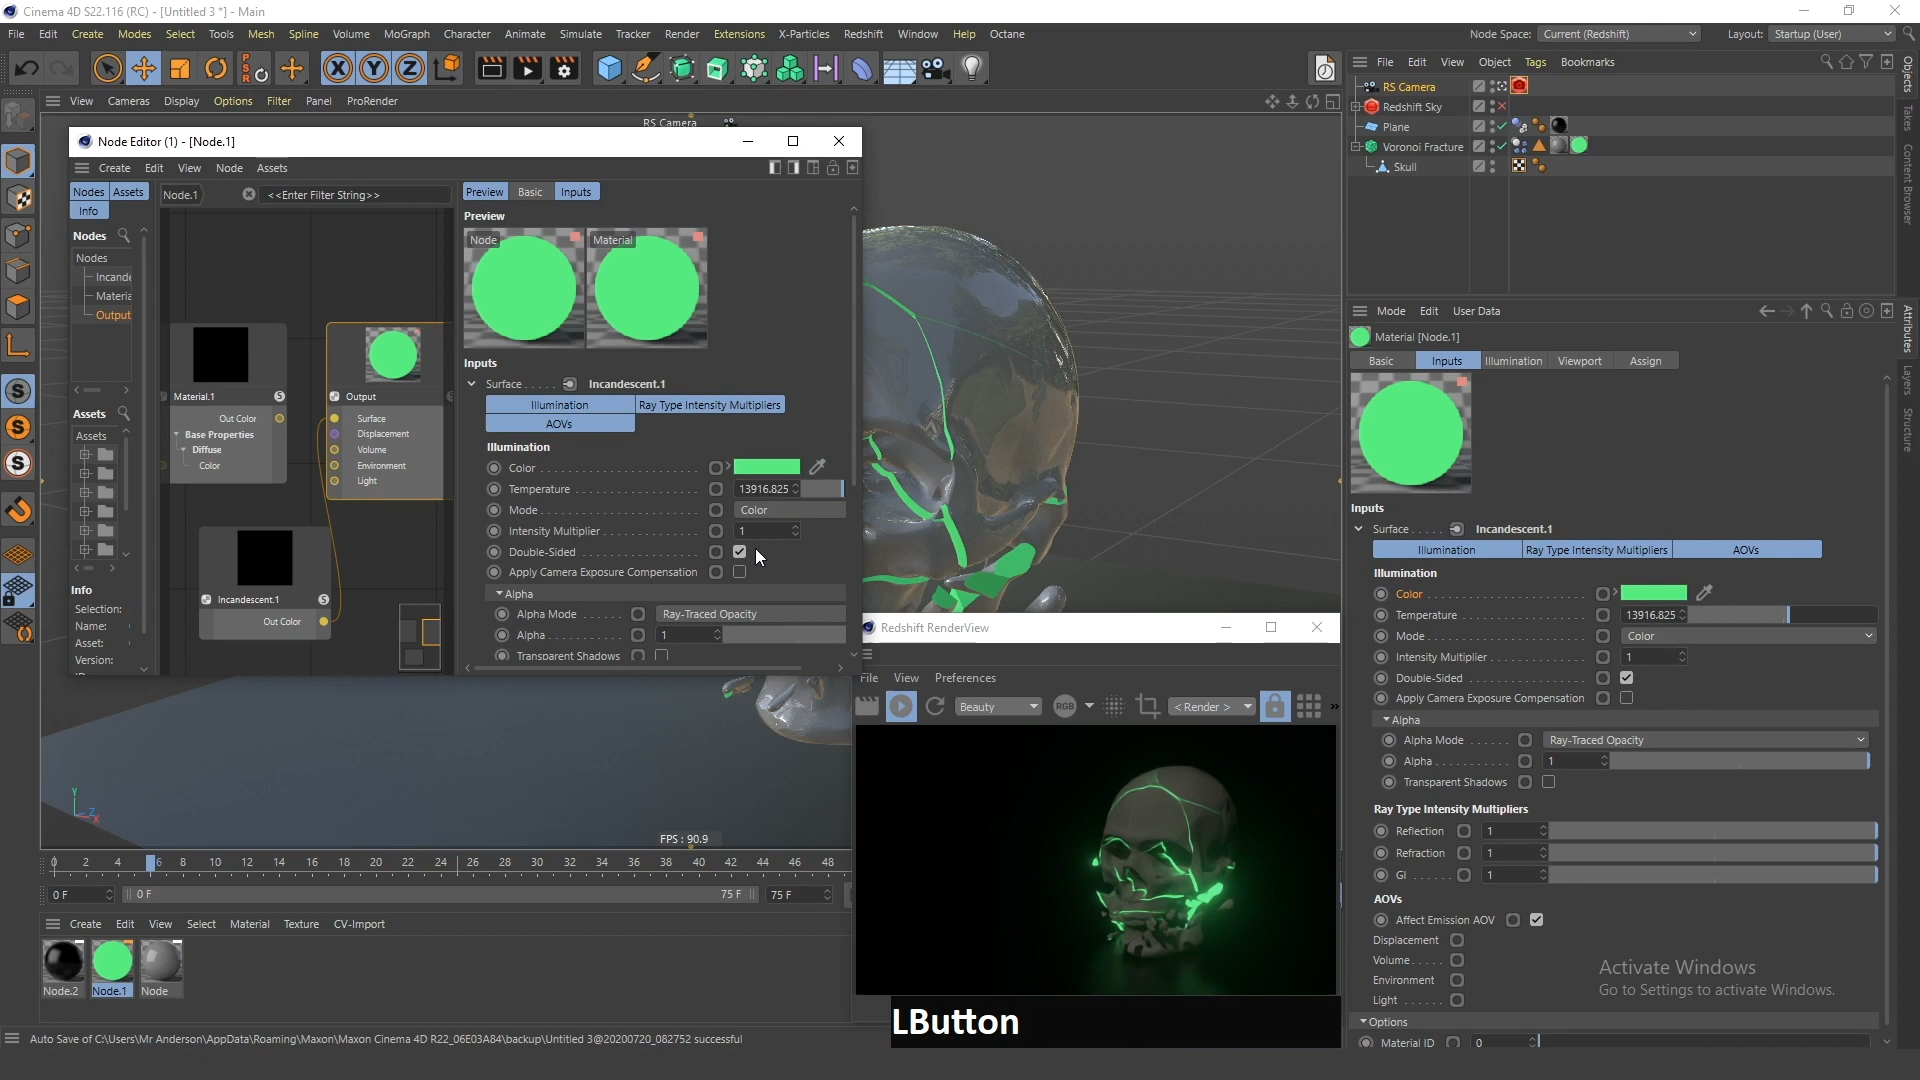 Cinema 4D S22.116 (RC) - [Untitled 3 *] - Main
File Edit Create Modes Select Tools Mesh Spline Volume MoGraph Character Animate Simulate Tracker Render Extensions X-Particles Redshift Window Help Octane
Node Space: Current (Redshift) Layout: Startup (User)
PSR
X Y Z
File Edit View Object Tags Bookmarks
View Cameras Display Options Filter Panel ProRender
RS Camera
RS Camera
Redshift Sky
Plane
Voronoi Fracture
Skull
Objects
Takes
Content Browser
Attributes
Layers
Structure
Node Editor (1) - [Node.1]
Create Edit View Node Assets
Nodes Assets
Info
Node.1 <<Enter Filter String>>
Nodes
Nodes
Incande
Materia
Output
Assets
Assets
Info
Selection:
Name:
Asset:
Version:
Material.1
Out Color
Base Properties
Diffuse
Color
Output
Surface
Displacement
Volume
Environment
Light
Incandescent.1
Out Color
Preview Basic Inputs
Preview
Node Material
Inputs
Surface Incandescent.1
Illumination Ray Type Intensity Multipliers
AOVs
Illumination
Color
Temperature 13916.825
Mode Color
Intensity Multiplier 1
Double-Sided
Apply Camera Exposure Compensation
Alpha
Alpha Mode Ray-Traced Opacity
Alpha 1
Transparent Shadows
Redshift RenderView
File View Preferences
Beauty RGB < Render >
LButton
Mode Edit User Data
Material [Node.1]
Basic Inputs Illumination Viewport Assign
Inputs
Surface Incandescent.1
Illumination Ray Type Intensity Multipliers AOVs
Illumination
Color
Temperature 13916.825
Mode Color
Intensity Multiplier 1
Double-Sided
Apply Camera Exposure Compensation
Alpha
Alpha Mode Ray-Traced Opacity
Alpha 1
Transparent Shadows
Ray Type Intensity Multipliers
Reflection 1
Refraction 1
GI 1
AOVs
Affect Emission AOV
Displacement
Volume
Environment
Light
Options
Material ID 0
Activate Windows
Go to Settings to activate Windows.
Y Z X
FPS : 90.9
0 2 4 6 8 10 12 14 16 18 20 22 24 26 28 30 32 34 36 38 40 42 44 46 48
0 F 0 F 75 F 75 F
Create Edit View Select Material Texture CV-Import
Node.2 Node.1 Node
Auto Save of C:\Users\Mr Anderson\AppData\Roaming\Maxon\Maxon Cinema 4D R22_06E03A84\backup\Untitled 3@20200720_082752 successful